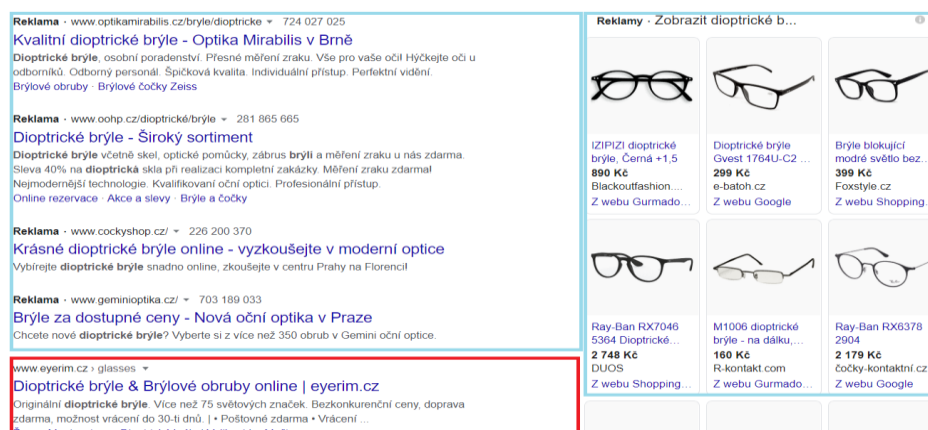 Reklama · www.optikamirabilis.cz/bryle/dioptricke 724 027 025
Kvalitní dioptrické brýle - Optika Mirabilis v Brně
Dioptrické brýle, osobní poradenství. Přesné měření zraku. Vše pro vaše oči! Hýčkejte oči u
odborníků. Odborný personál. Špičková kvalita. Individuální přístup. Perfektní vidění.
Brýlové obruby · Brýlové čočky Zeiss
Reklama · www.oohp.cz/dioptrické/brýle 281 865 665
Dioptrické brýle - Široký sortiment
Dioptrické brýle včetně skel, optické pomůcky, zábrus brýlí a měření zraku u nás zdarma.
Sleva 40% na dioptrická skla při realizaci kompletní zakázky. Měření zraku zdarma!
Nejmodernější technologie. Kvalifikovaní oční optici. Profesionální přístup.
Online rezervace · Akce a slevy · Brýle a čočky
Reklama · www.cockyshop.cz/ 226 200 370
Krásné dioptrické brýle online - vyzkoušejte v moderní optice
Vybírejte dioptrické brýle snadno online, zkoušejte v centru Prahy na Florenci!
Reklama · www.geminioptika.cz/ 703 189 033
Brýle za dostupné ceny - Nová oční optika v Praze
Chcete nové dioptrické brýle? Vyberte si z více než 350 obrub v Gemini oční optice.
www.eyerim.cz › glasses
Dioptrické brýle & Brýlové obruby online | eyerim.cz
Originální dioptrické brýle. Více než 75 světových značek. Bezkonkurenční ceny, doprava
zdarma, možnost vrácení do 30-ti dnů. | • Poštovné zdarma • Vrácení ...
Reklamy · Zobrazit dioptrické b...
IZIPIZI dioptrické
brýle, Černá +1,5
890 Kč
Blackoutfashion....
Z webu Gurmado...
Dioptrické brýle
Gvest 1764U-C2 ...
299 Kč
e-batoh.cz
Z webu Google
Brýle blokující
modré světlo bez...
399 Kč
Foxstyle.cz
Z webu Shopping.
Ray-Ban RX7046
5364 Dioptrické...
2 748 Kč
DUOS
Z webu Shopping...
M1006 dioptrické
brýle - na dálku,...
160 Kč
R-kontakt.com
Z webu Gurmado...
Ray-Ban RX6378
2904
2 179 Kč
čočky-kontaktní.cz
Z webu Google